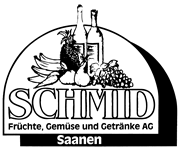 SCHMID
Früchte, Gemüse und Getränke AG
Saanen